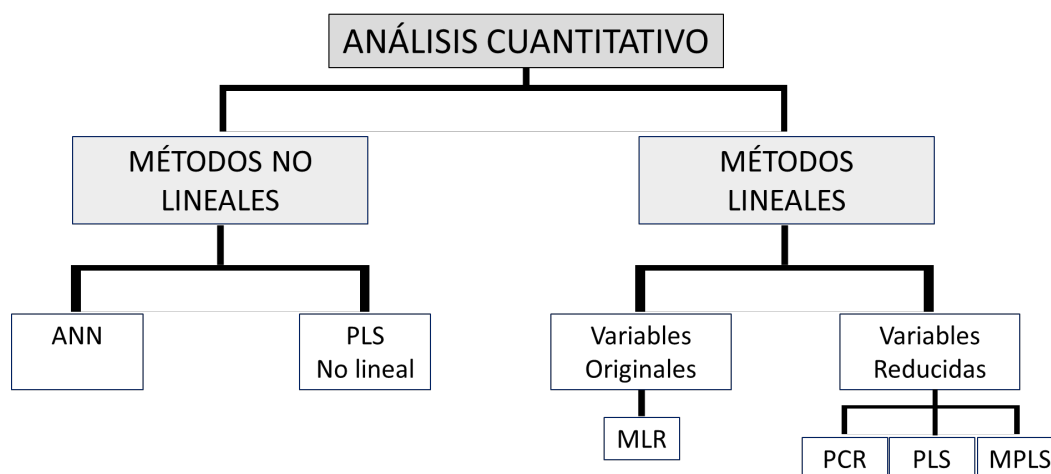 ANÁLISIS CUANTITATIVO
MÉTODOS NO
LINEALES
MÉTODOS
LINEALES
ANN
PLS
No lineal
Variables
Originales
Variables
Reducidas
MLR
PCR
PLS
MPLS